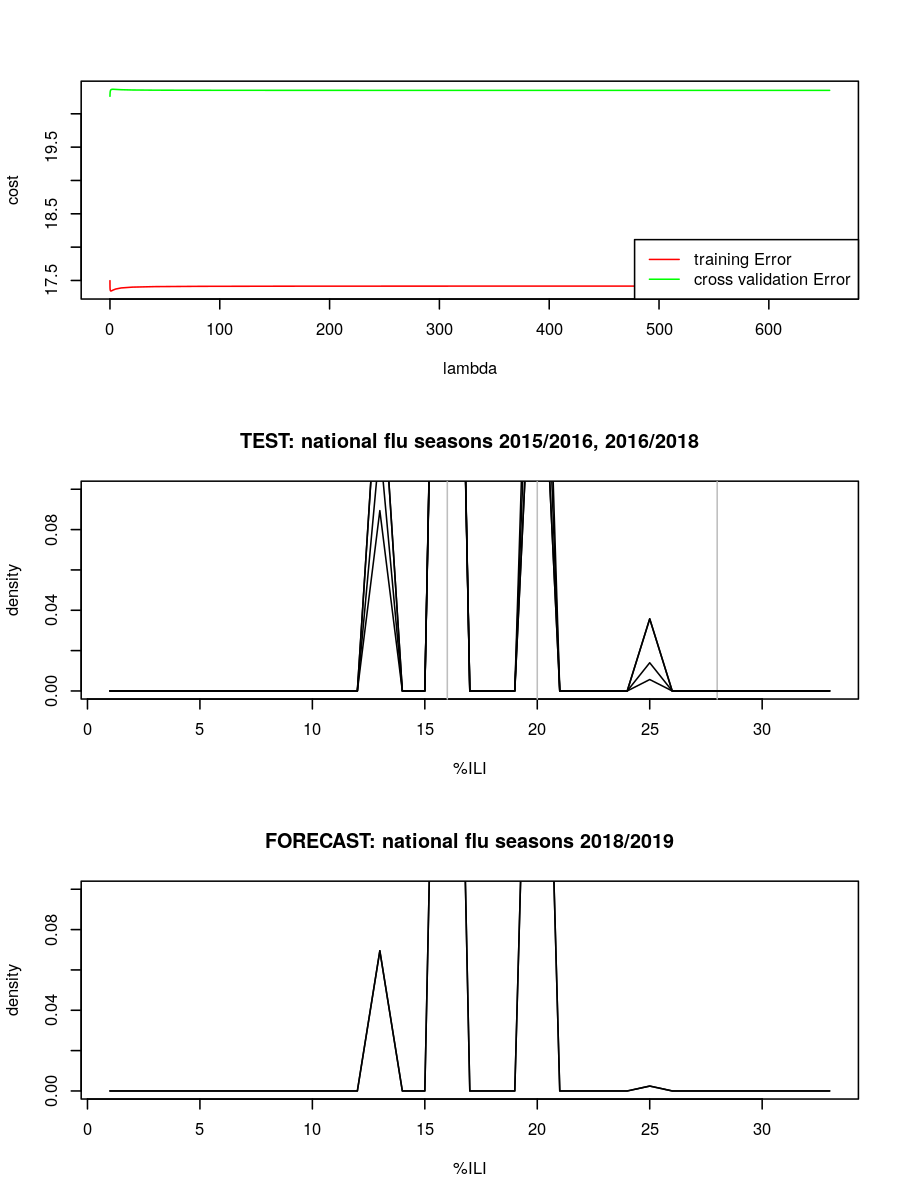 cost
19.5
18.5
17.5
training Error
cross validation Error
0 100 200 300 400 500 600
lambda
TEST: national flu seasons 2015/2016, 2016/2018
density
0.08
0.04
0.00
0 5 10 15 20 25 30
%ILI
FORECAST: national flu seasons 2018/2019
density
0.08
0.04
0.00
0 5 10 15 20 25 30
%ILI